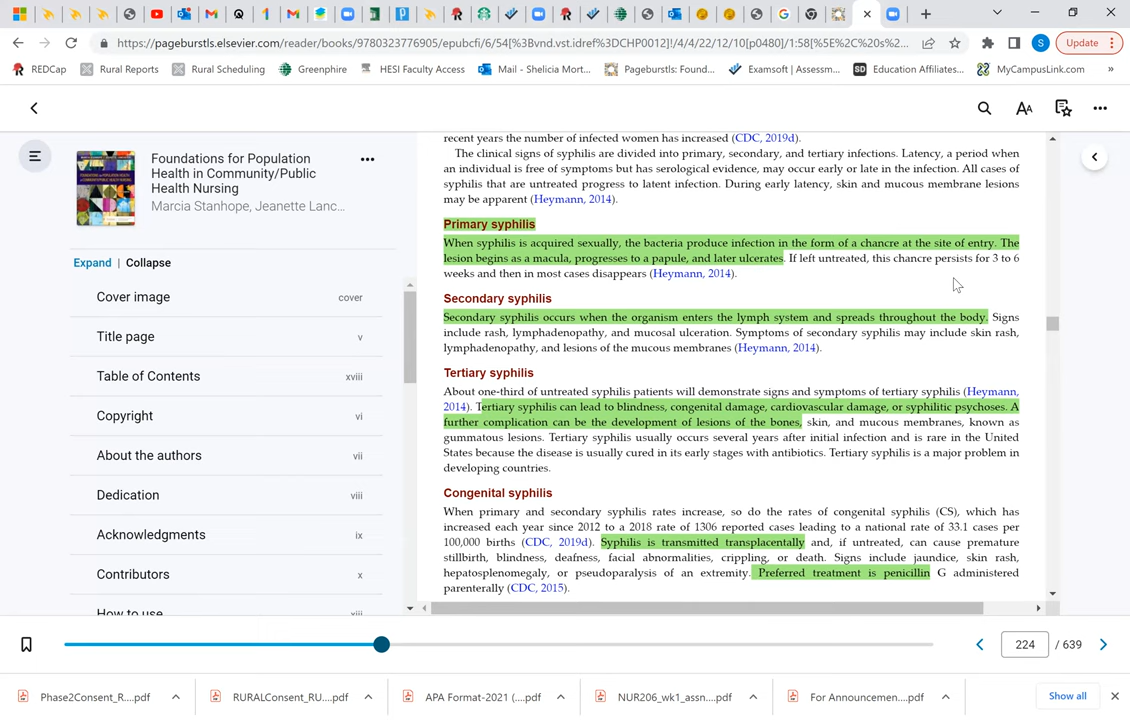 https://pageburstls.elsevier.com/reader/books/9780323776905/epubcfi/6/54[%3Bvnd.vst.idref%3DCHP0012]!/4/4/22/12/10[p0480]/1:58[%5E%2C%20s%2...
S
Update
REDCap
Rural Reports
Rural Scheduling
Greenphire
HESI Faculty Access
Mail - Shelicia Mort...
Pageburstls: Found...
Examsoft | Assessm...
SD Education Affiliates...
MyCampusLink.com
»
AA
Foundations for Population
Health in Community/Public
Health Nursing
Marcia Stanhope, Jeanette Lanc...
Expand | Collapse
Cover image cover
Title page v
Table of Contents xviii
Copyright vi
About the authors vii
Dedication viii
Acknowledgments ix
Contributors x
How to use xiii
recent years the number of infected women has increased (CDC, 2019d).
The clinical signs of syphilis are divided into primary, secondary, and tertiary infections. Latency, a period when
an individual is free of symptoms but has serological evidence, may occur early or late in the infection. All cases of
syphilis that are untreated progress to latent infection. During early latency, skin and mucous membrane lesions
may be apparent (Heymann, 2014).
Primary syphilis
When syphilis is acquired sexually, the bacteria produce infection in the form of a chancre at the site of entry. The
lesion begins as a macula, progresses to a papule, and later ulcerates. If left untreated, this chancre persists for 3 to 6
weeks and then in most cases disappears (Heymann, 2014).
Secondary syphilis
Secondary syphilis occurs when the organism enters the lymph system and spreads throughout the body. Signs
include rash, lymphadenopathy, and mucosal ulceration. Symptoms of secondary syphilis may include skin rash,
lymphadenopathy, and lesions of the mucous membranes (Heymann, 2014).
Tertiary syphilis
About one-third of untreated syphilis patients will demonstrate signs and symptoms of tertiary syphilis (Heymann,
2014). Tertiary syphilis can lead to blindness, congenital damage, cardiovascular damage, or syphilitic psychoses. A
further complication can be the development of lesions of the bones, skin, and mucous membranes, known as
gummatous lesions. Tertiary syphilis usually occurs several years after initial infection and is rare in the United
States because the disease is usually cured in its early stages with antibiotics. Tertiary syphilis is a major problem in
developing countries.
Congenital syphilis
When primary and secondary syphilis rates increase, so do the rates of congenital syphilis (CS), which has
increased each year since 2012 to a 2018 rate of 1306 reported cases leading to a national rate of 33.1 cases per
100,000 births (CDC, 2019d). Syphilis is transmitted transplacentally and, if untreated, can cause premature
stillbirth, blindness, deafness, facial abnormalities, crippling, or death. Signs include jaundice, skin rash,
hepatosplenomegaly, or pseudoparalysis of an extremity. Preferred treatment is penicillin G administered
parenterally (CDC, 2015).
224 / 639
Phase2Consent_R....pdf
RURALConsent_RU....pdf
APA Format-2021 (....pdf
NUR206_wk1_assn....pdf
For Announcemen....pdf
Show all